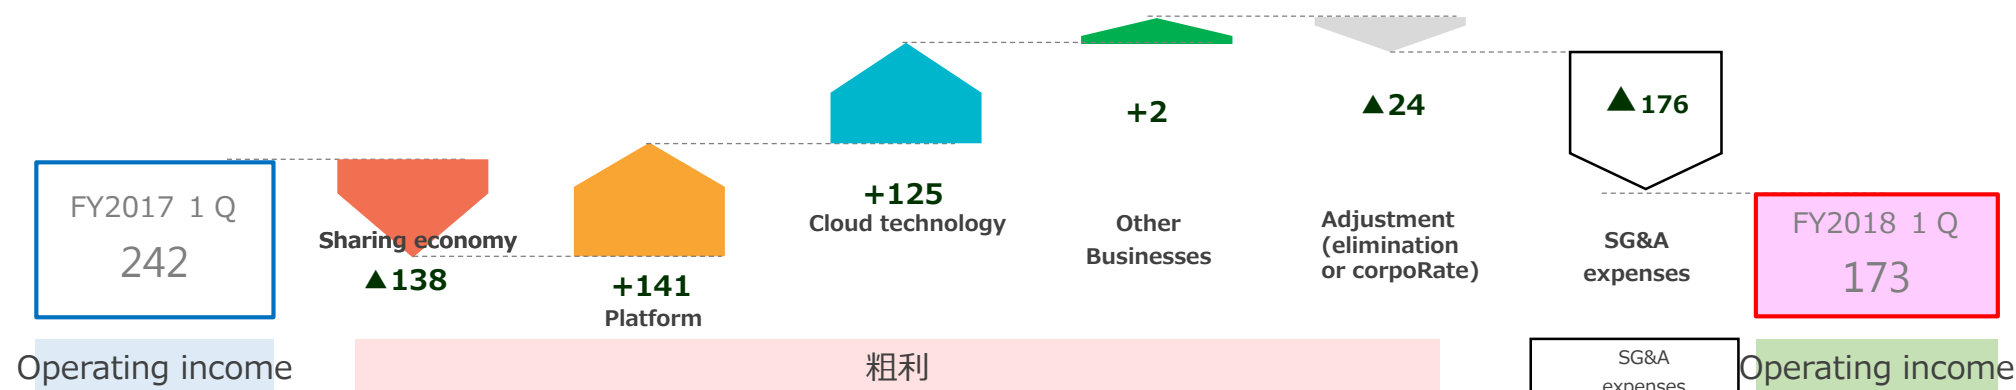 FY2017 1 Q
242
Sharing economy
▲138
+141
Platform
+125
Cloud technology
+2
Other
Businesses
▲24
Adjustment
(elimination
or corpoRate)
▲176
SG&A
expenses
FY2018 1 Q
173
Operating income
粗利
SG&A
expenses
Operating income